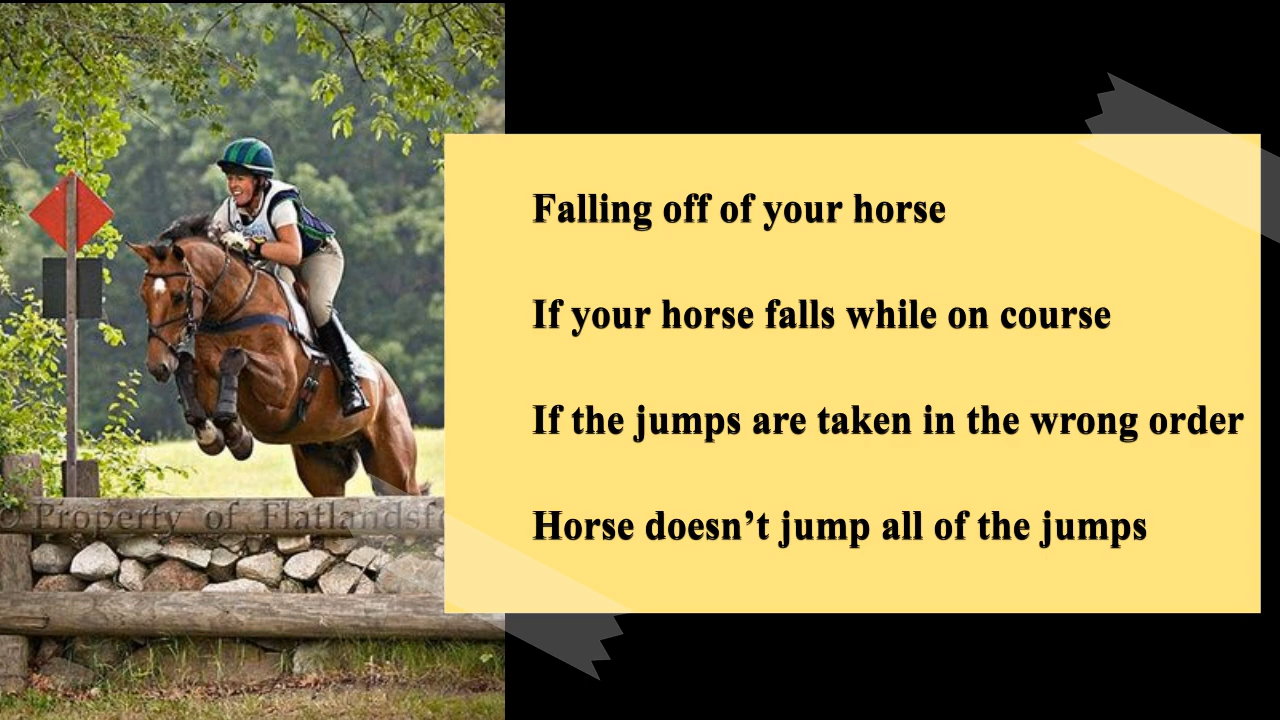 Falling off of your horse
If your horse falls while on course
If the jumps are taken in the wrong order
Horse doesn’t jump all of the jumps
© Property of Flatlandsfo